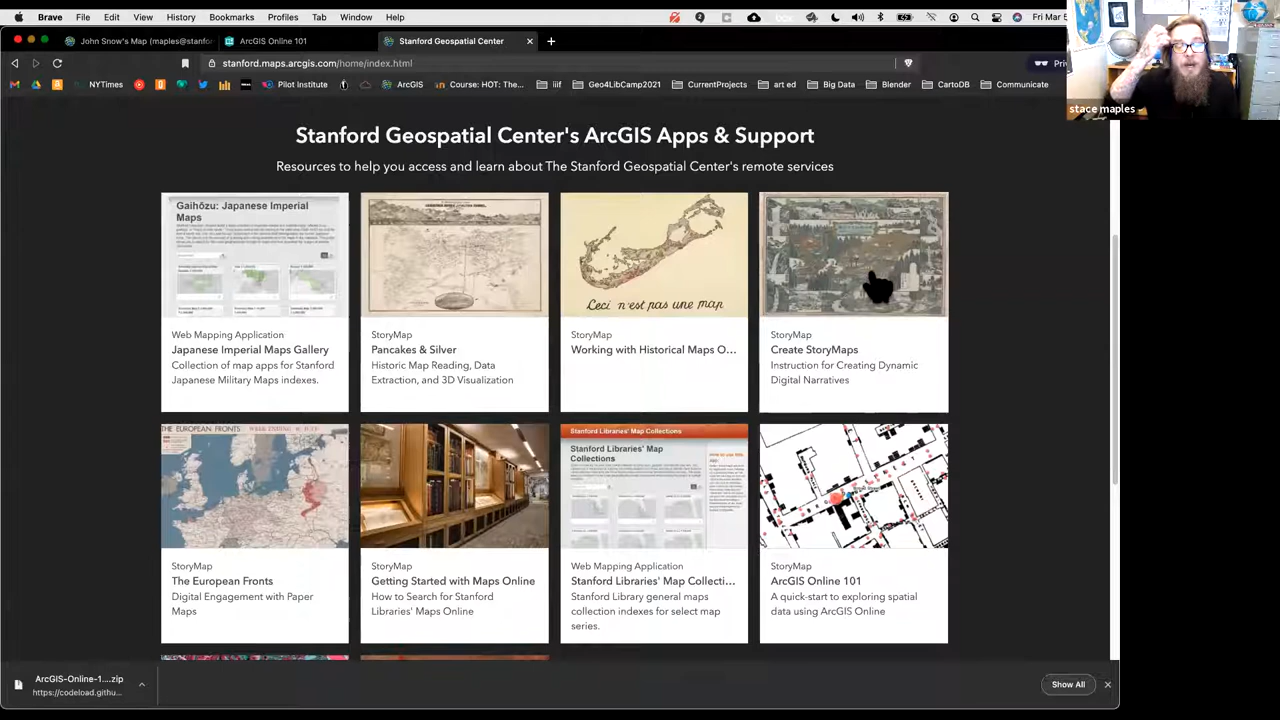 Brave File Edit View History Bookmarks Profiles Tab Window Help Fri Mar 5
John Snow's Map (maples@stanfor
ArcGIS Online 101
Stanford Geospatial Center
stanford.maps.arcgis.com/home/index.html
NYTimes Pilot Institute ArcGIS Course: HOT: The... iiif Geo4LibCamp2021 CurrentProjects art ed Big Data Blender CartoDB Communicate
stace maples
Stanford Geospatial Center's ArcGIS Apps & Support
Resources to help you access and learn about The Stanford Geospatial Center's remote services
Gaihōzu: Japanese Imperial
Maps
Web Mapping Application
Japanese Imperial Maps Gallery
Collection of map apps for Stanford
Japanese Military Maps indexes.
StoryMap
Pancakes & Silver
Historic Map Reading, Data
Extraction, and 3D Visualization
Ceci n'est pas une map
StoryMap
Working with Historical Maps O...
StoryMap
Create StoryMaps
Instruction for Creating Dynamic
Digital Narratives
THE EUROPEAN FRONTS
StoryMap
The European Fronts
Digital Engagement with Paper
Maps
StoryMap
Getting Started with Maps Online
How to Search for Stanford
Libraries' Maps Online
Stanford Libraries' Map Collections
Stanford Libraries' Map
Collections
Web Mapping Application
Stanford Libraries' Map Collecti...
Stanford Library general maps
collection indexes for select map
series.
StoryMap
ArcGIS Online 101
A quick-start to exploring spatial
data using ArcGIS Online
ArcGIS-Online-1....zip
https://codeload.githu...
Show All